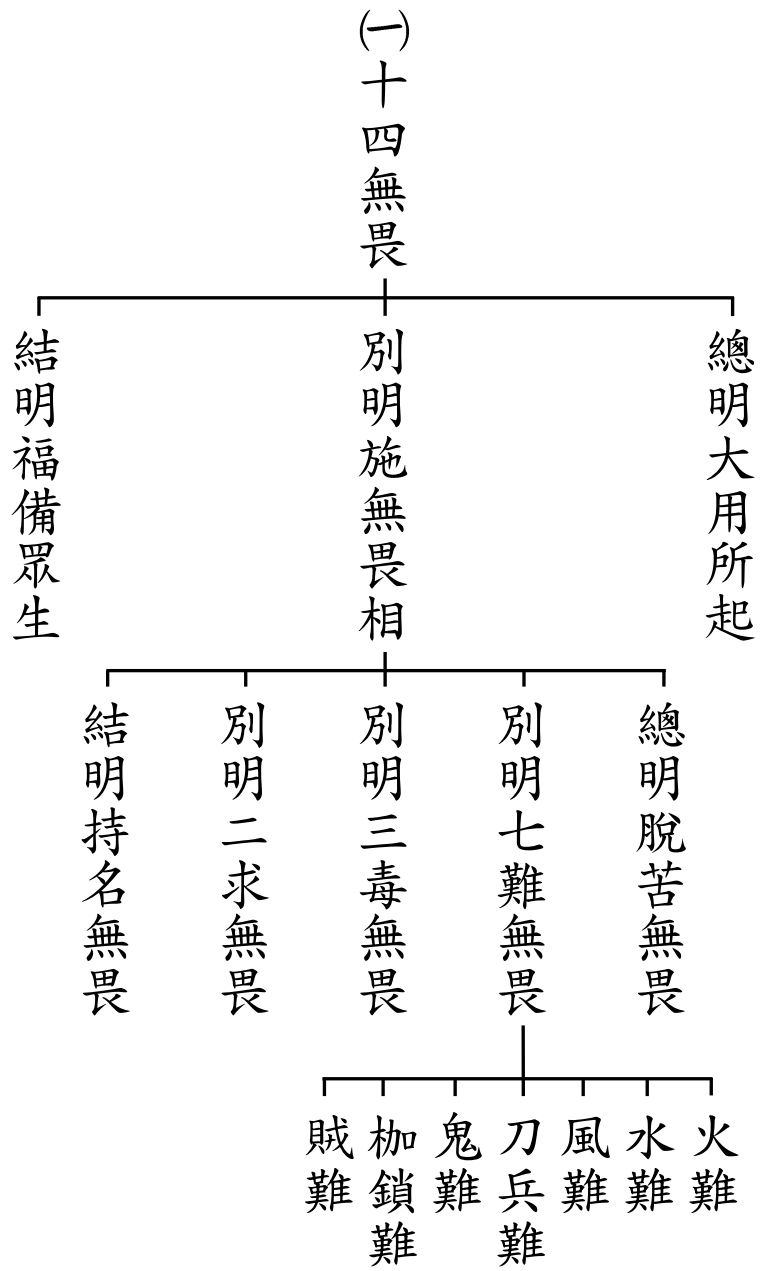 ㈠十四無畏
總明大用所起
別明施無畏相
結明福備眾生
總明脫苦無畏
別明七難無畏
別明三毒無畏
別明二求無畏
結明持名無畏
火難
水難
風難
刀兵難
鬼難
枷鎖難
賊難